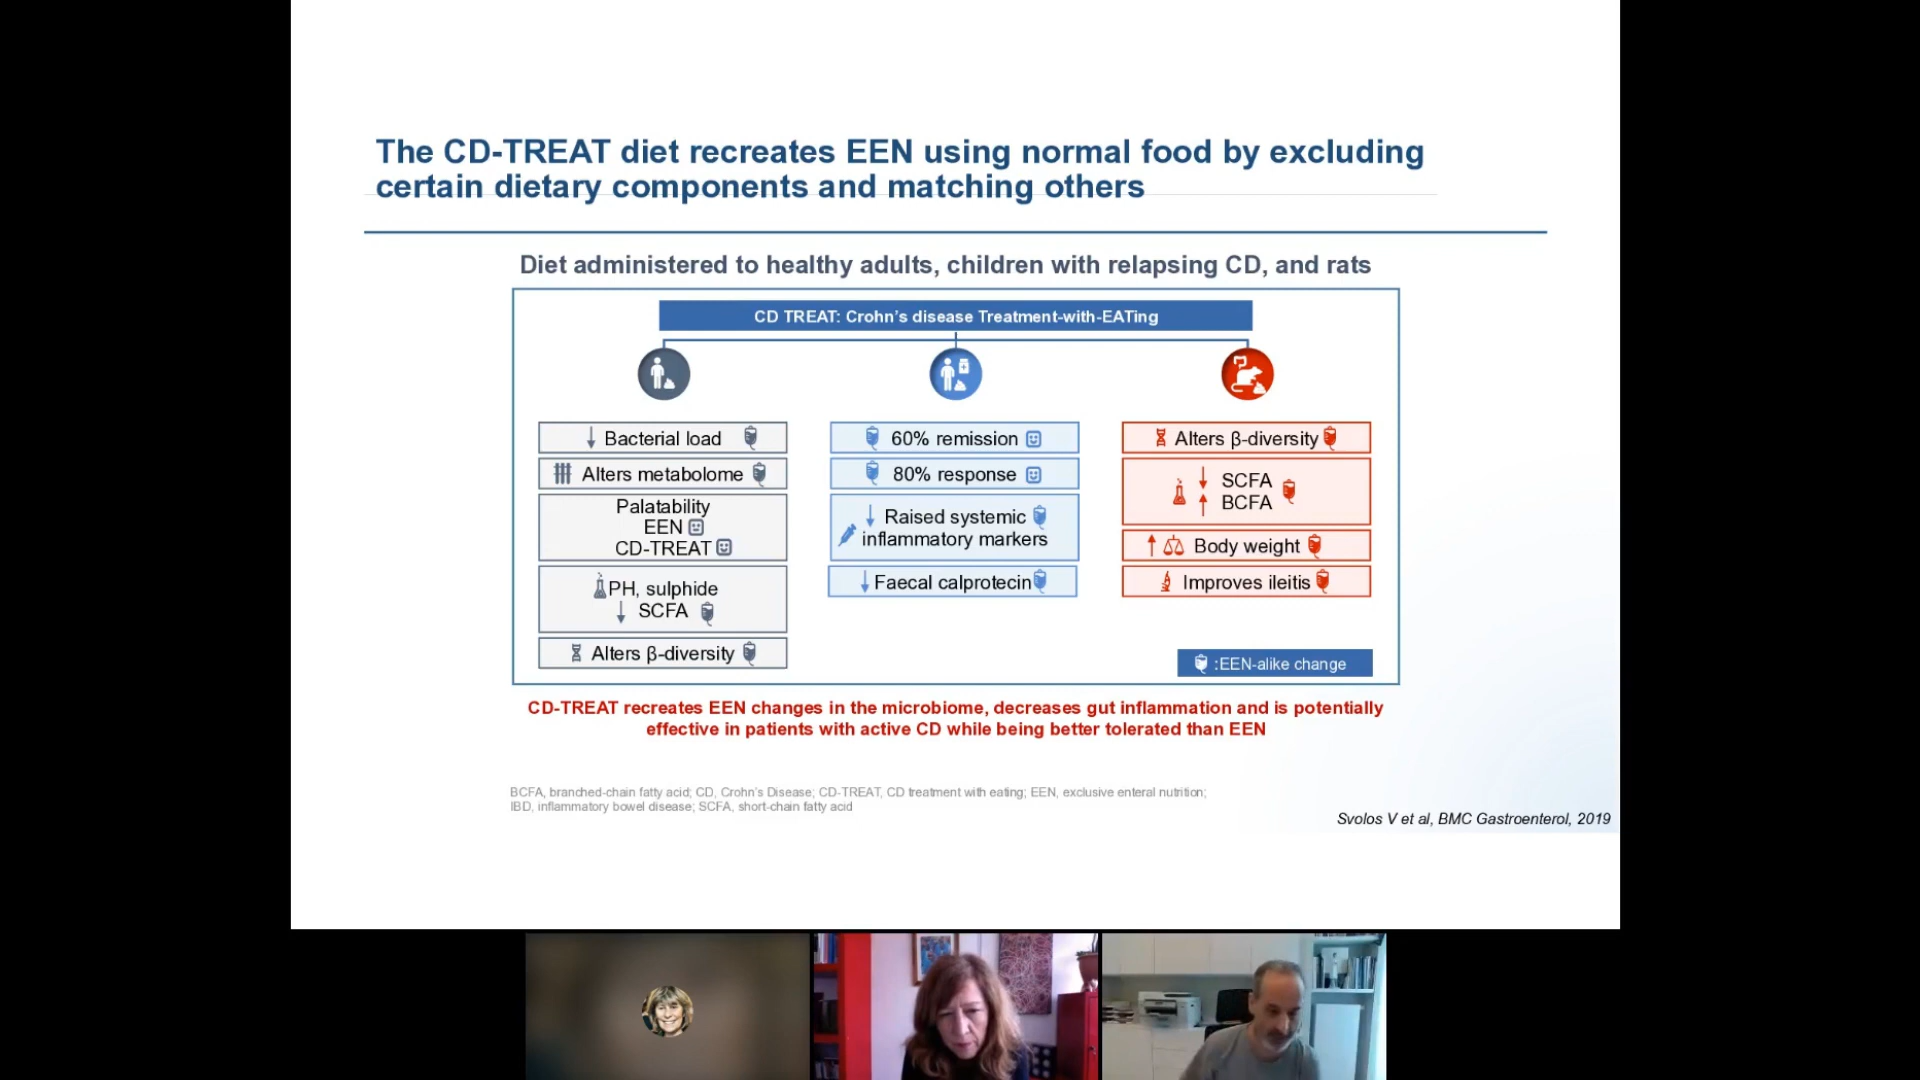 The CD-TREAT diet recreates EEN using normal food by excluding
certain dietary components and matching others
Diet administered to healthy adults, children with relapsing CD, and rats
CD TREAT: Crohn's disease Treatment-with-EATing
↓ Bacterial load
Alters metabolome
Palatability
EEN
CD-TREAT
PH, sulphide
↓ SCFA
Alters β-diversity
60% remission
80% response
↓ Raised systemic
inflammatory markers
↓ Faecal calprotecin
Alters β-diversity
↓ SCFA
↑ BCFA
↑ Body weight
Improves ileitis
:EEN-alike change
CD-TREAT recreates EEN changes in the microbiome, decreases gut inflammation and is potentially
effective in patients with active CD while being better tolerated than EEN
BCFA, branched-chain fatty acid; CD, Crohn's Disease; CD-TREAT, CD treatment with eating; EEN, exclusive enteral nutrition;
IBD, inflammatory bowel disease; SCFA, short-chain fatty acid
Svolos V et al, BMC Gastroenterol, 2019